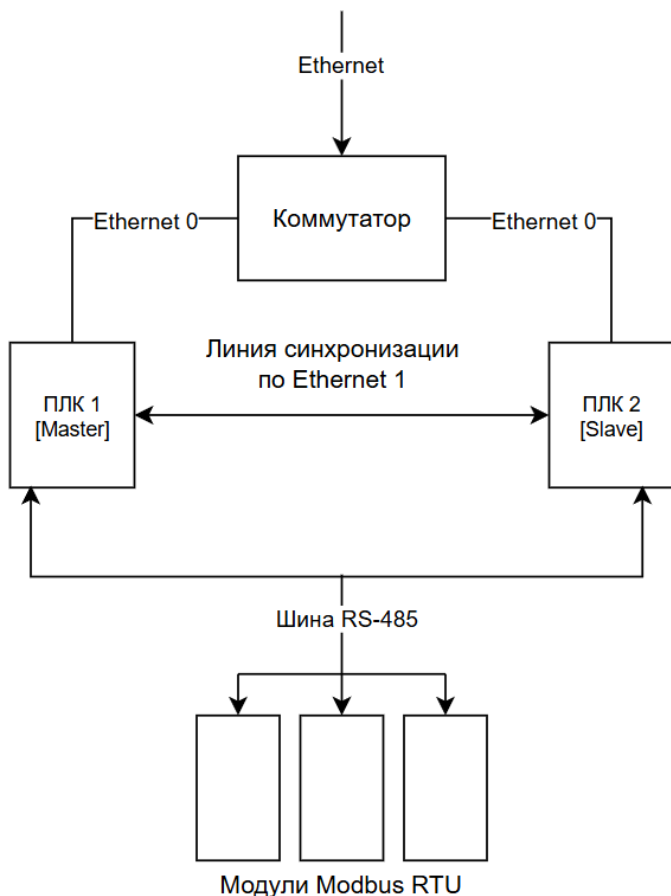 Ethernet
Коммутатор
Ethernet 0
Ethernet 0
Линия синхронизации
по Ethernet 1
ПЛК 1
[Master]
ПЛК 2
[Slave]
Шина RS-485
Модули Modbus RTU